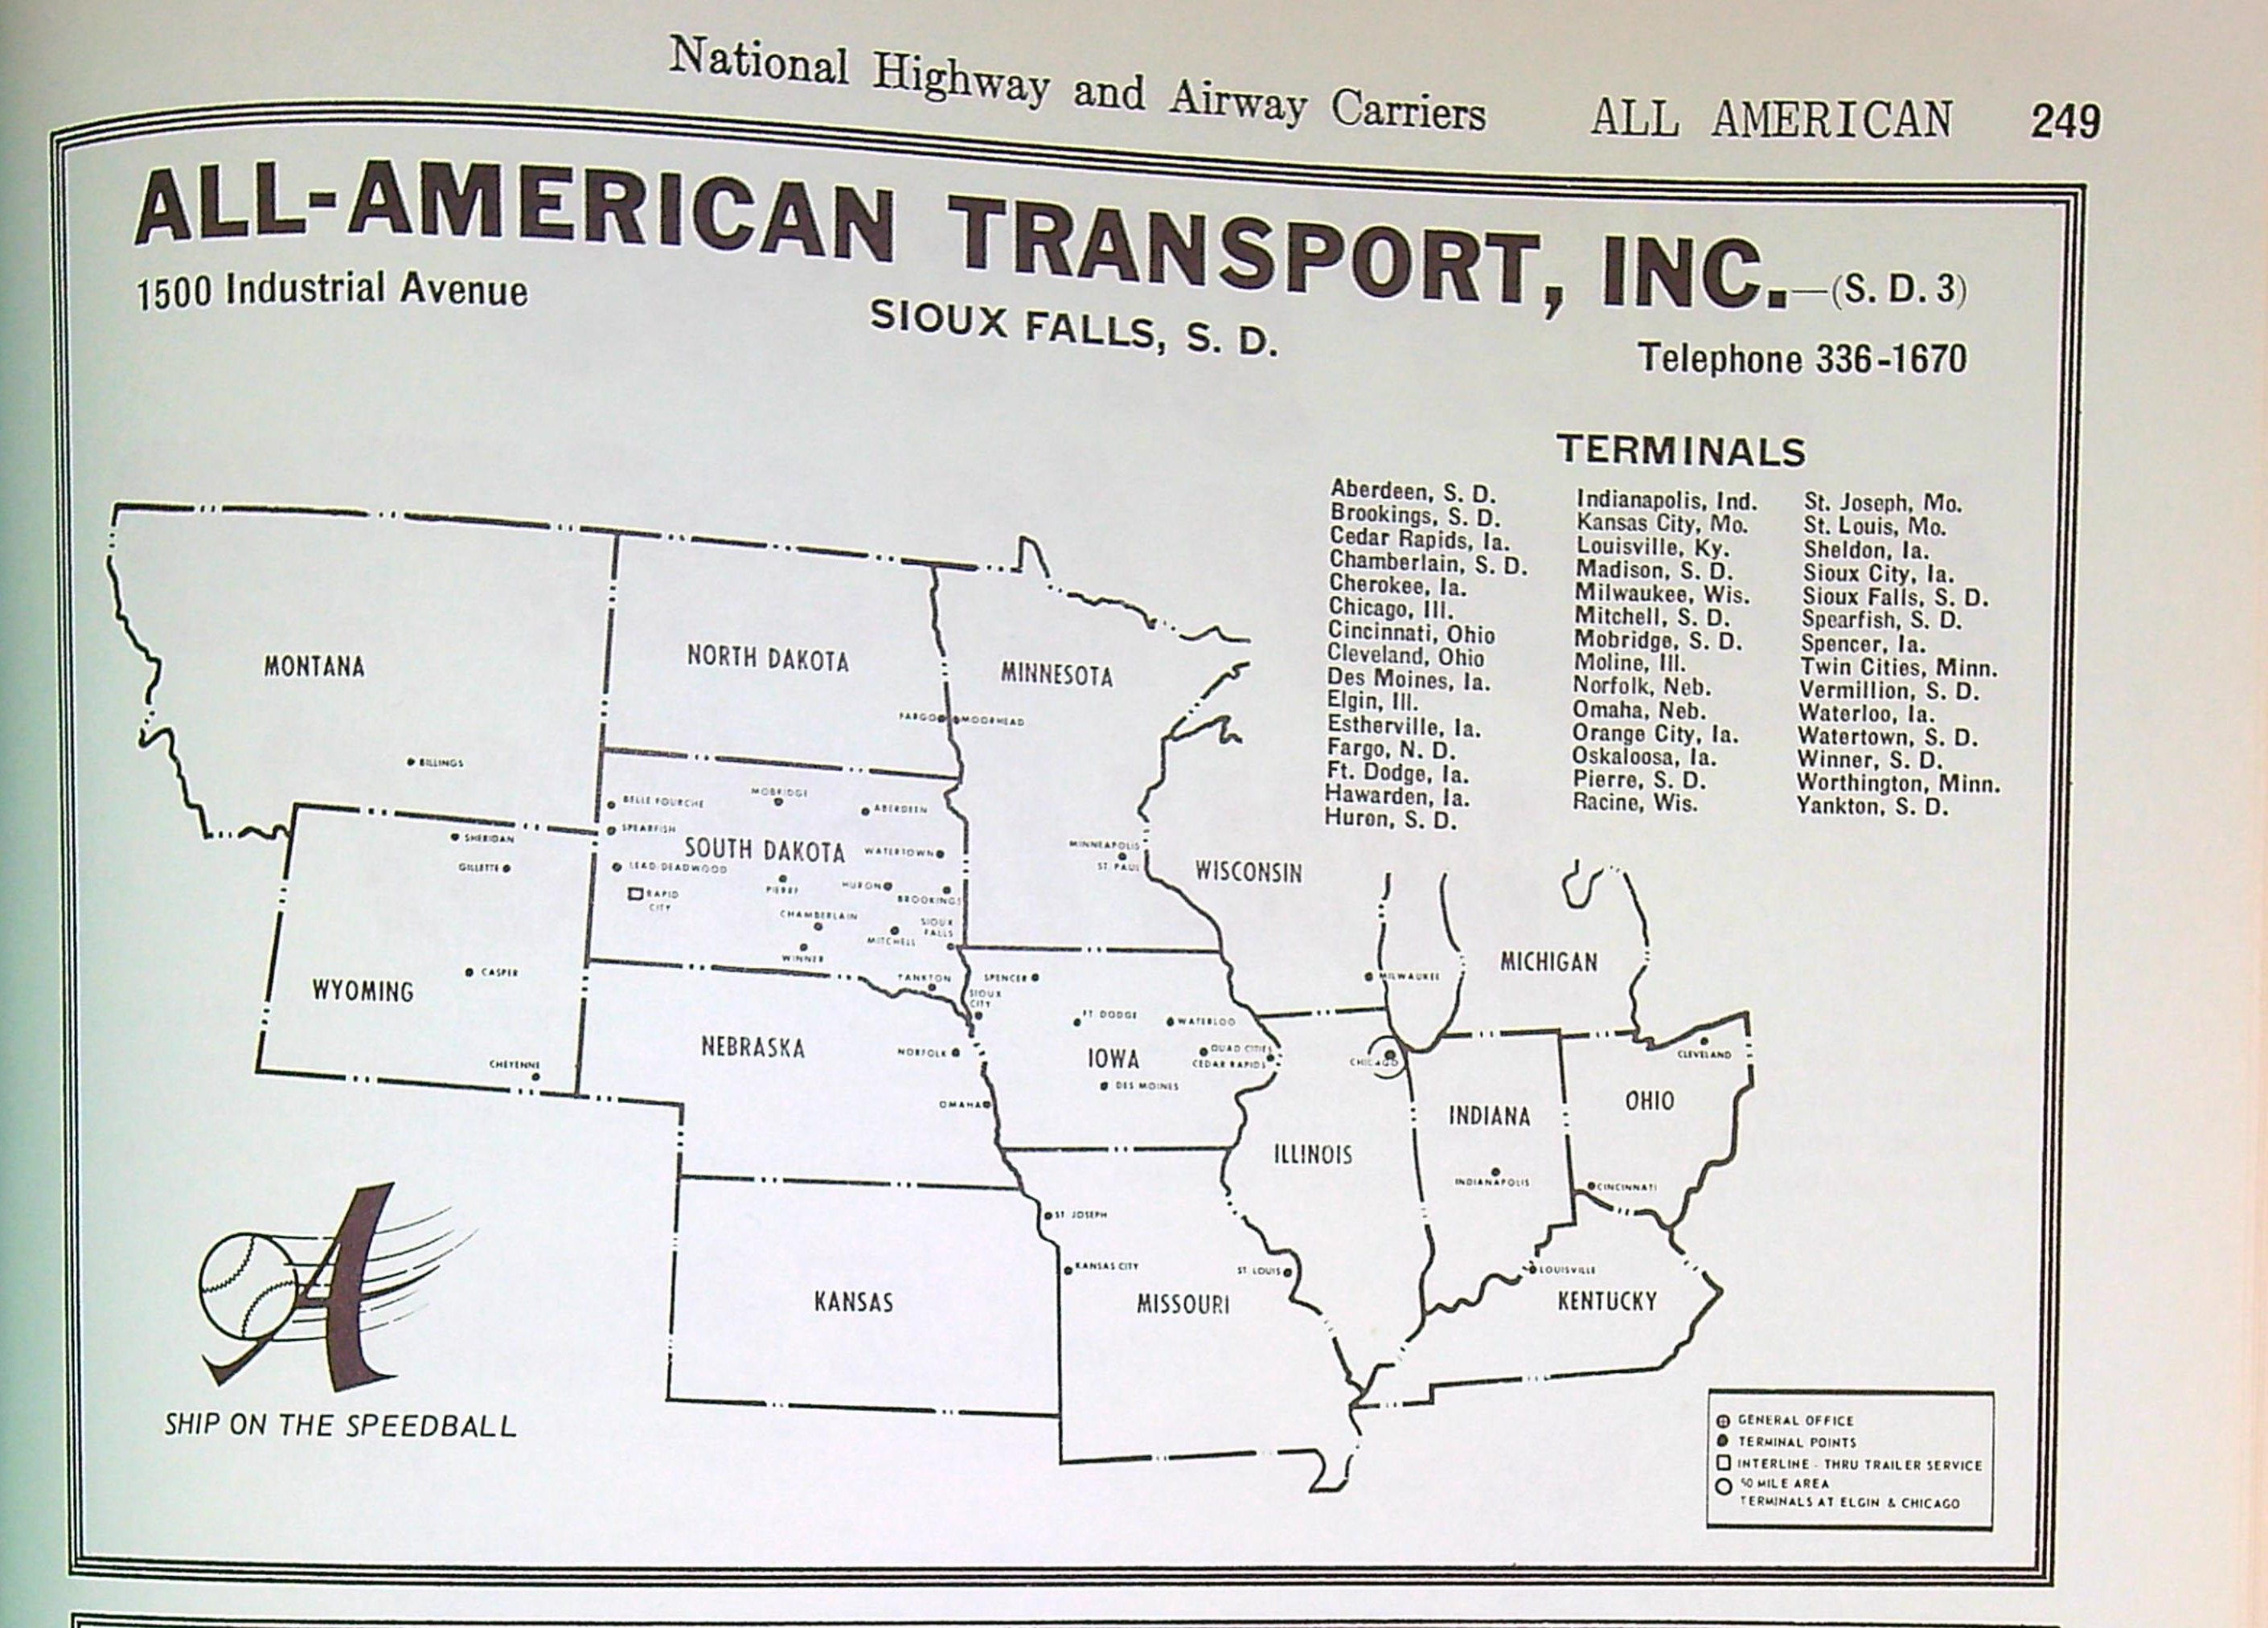 National Highway and Airway Carriers ALL AMERICAN 249
ALL-AMERICAN TRANSPORT, INC.—(S. D. 3)
1500 Industrial Avenue
SIOUX FALLS, S. D.
Telephone 336-1670
TERMINALS
Aberdeen, S. D.
Brookings, S. D.
Cedar Rapids, Ia.
Chamberlain, S. D.
Cherokee, Ia.
Chicago, Ill.
Cincinnati, Ohio
Cleveland, Ohio
Des Moines, Ia.
Elgin, Ill.
Estherville, Ia.
Fargo, N. D.
Ft. Dodge, Ia.
Hawarden, Ia.
Huron, S. D.
Indianapolis, Ind.
Kansas City, Mo.
Louisville, Ky.
Madison, S. D.
Milwaukee, Wis.
Mitchell, S. D.
Mobridge, S. D.
Moline, Ill.
Norfolk, Neb.
Omaha, Neb.
Orange City, Ia.
Oskaloosa, Ia.
Pierre, S. D.
Racine, Wis.
St. Joseph, Mo.
St. Louis, Mo.
Sheldon, Ia.
Sioux City, Ia.
Sioux Falls, S. D.
Spearfish, S. D.
Spencer, Ia.
Twin Cities, Minn.
Vermillion, S. D.
Waterloo, Ia.
Watertown, S. D.
Winner, S. D.
Worthington, Minn.
Yankton, S. D.
MONTANA
BILLINGS
NORTH DAKOTA
FARGO
MINNESOTA
MOORHEAD
MINNEAPOLIS
ST. PAUL
WISCONSIN
MILWAUKEE
MICHIGAN
BELLE FOURCHE
MOBRIDGE
ABERDEEN
SPEARFISH
SOUTH DAKOTA
WATERTOWN
LEAD DEADWOOD
PIERRE
HURON
BROOKINGS
RAPID
CITY
CHAMBERLAIN
MITCHELL
SIOUX
FALLS
WINNER
YANKTON
SHERIDAN
GILLETTE
CASPER
WYOMING
CHEYENNE
NEBRASKA
NORFOLK
OMAHA
SPENCER
SIOUX
CITY
FT DODGE
WATERLOO
IOWA
QUAD CITIES
CEDAR RAPIDS
DES MOINES
CHICAGO
ILLINOIS
INDIANA
INDIANAPOLIS
CLEVELAND
OHIO
CINCINNATI
LOUISVILLE
KENTUCKY
KANSAS
ST. JOSEPH
KANSAS CITY
ST. LOUIS
MISSOURI
SHIP ON THE SPEEDBALL
GENERAL OFFICE
TERMINAL POINTS
INTERLINE - THRU TRAILER SERVICE
50 MILE AREA
TERMINALS AT ELGIN & CHICAGO